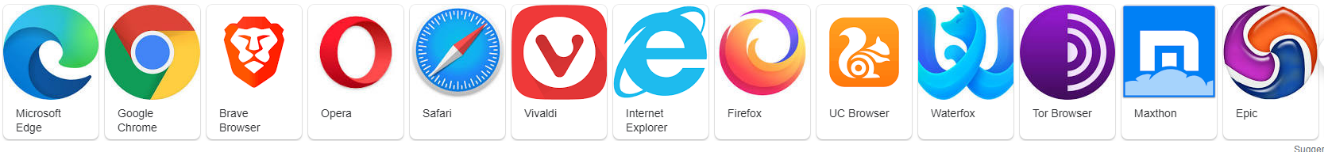 Microsoft
Edge
Google
Chrome
Brave
Browser
Opera
Safari
Vivaldi
Internet
Explorer
Firefox
UC Browser
Waterfox
Tor Browser
Maxthon
Epic